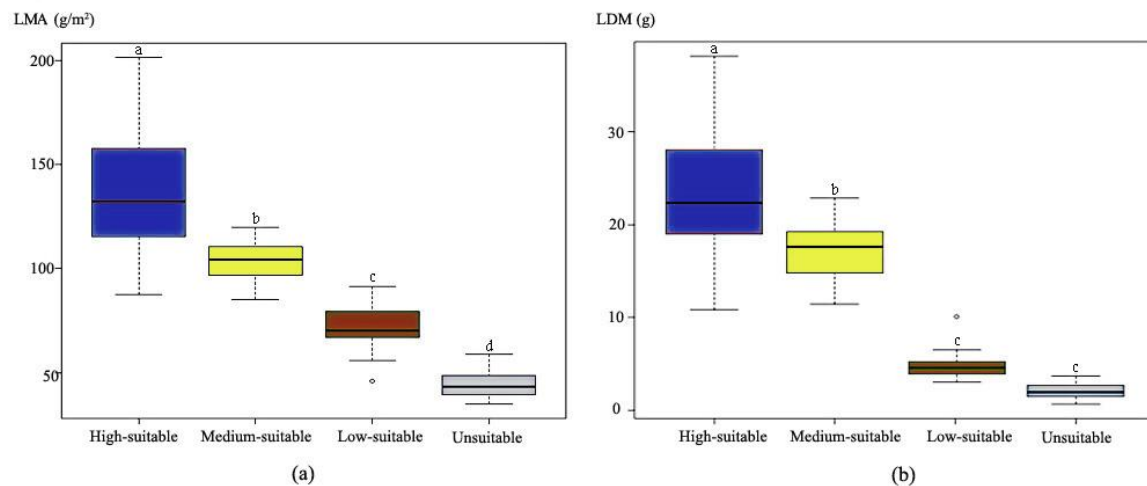 LMA (g/m²)
200
150
100
50
a
b
c
d
High-suitable Medium-suitable Low-suitable Unsuitable
(a)
LDM (g)
30
20
10
0
a
b
c
c
High-suitable Medium-suitable Low-suitable Unsuitable
(b)